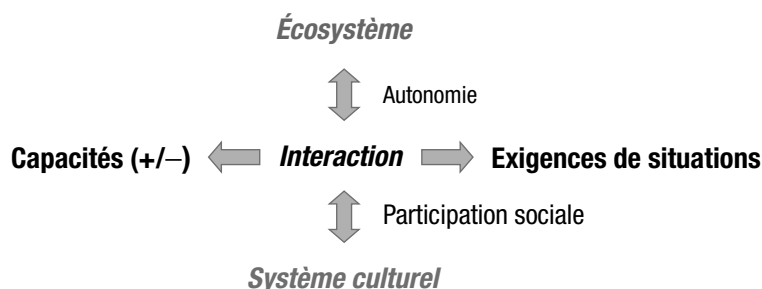 Écosystème
Autonomie
Capacités (+/–) Interaction Exigences de situations
Participation sociale
Système culturel